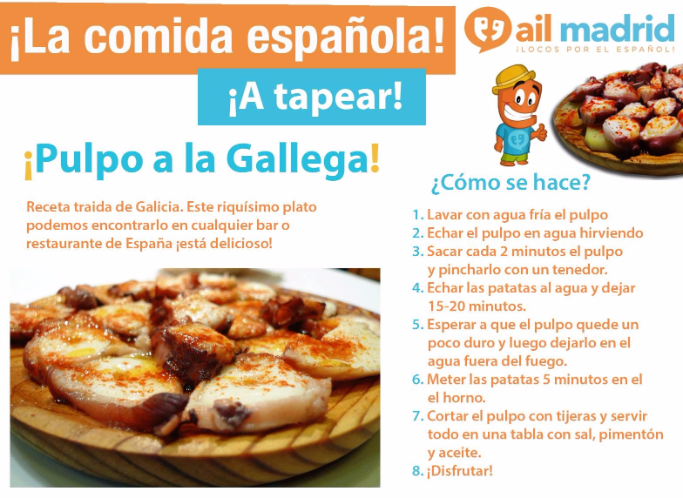 ¡La comida española!
ail madrid
¡LOCOS POR EL ESPAÑOL!
¡A tapear!
¡Pulpo a la Gallega!
Receta traida de Galicia. Este riquísimo plato
podemos encontrarlo en cualquier bar o
restaurante de España ¡está delicioso!
¿Cómo se hace?
1. Lavar con agua fría el pulpo
2. Echar el pulpo en agua hirviendo
3. Sacar cada 2 minutos el pulpo
y pincharlo con un tenedor.
4. Echar las patatas al agua y dejar
15-20 minutos.
5. Esperar a que el pulpo quede un
poco duro y luego dejarlo en el
agua fuera del fuego.
6. Meter las patatas 5 minutos en el
el horno.
7. Cortar el pulpo con tijeras y servir
todo en una tabla con sal, pimentón
y aceite.
8. ¡Disfrutar!